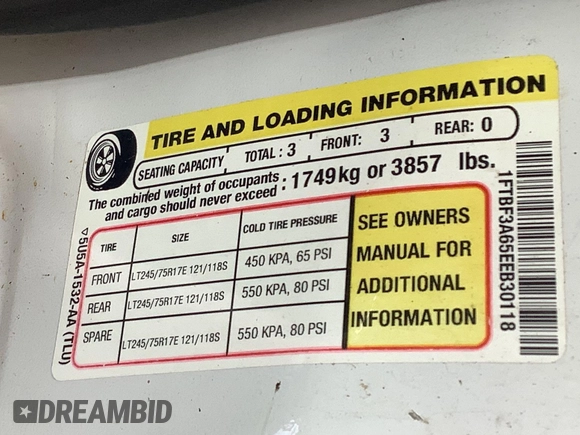 TIRE AND LOADING INFORMATION
SEATING CAPACITY TOTAL: 3 FRONT: 3 REAR: 0
The combined weight of occupants
and cargo should never exceed : 1749kg or 3857 lbs.
TIRE SIZE COLD TIRE PRESSURE
FRONT LT245/75R17E 121/118S 450 KPA, 65 PSI
REAR LT245/75R17E 121/118S 550 KPA, 80 PSI
SPARE LT245/75R17E 121/118S 550 KPA, 80 PSI
SEE OWNERS
MANUAL FOR
ADDITIONAL
INFORMATION
5U5A-1532-AA (TLU)
1FTBF3A65EEB30118
DREAMBID